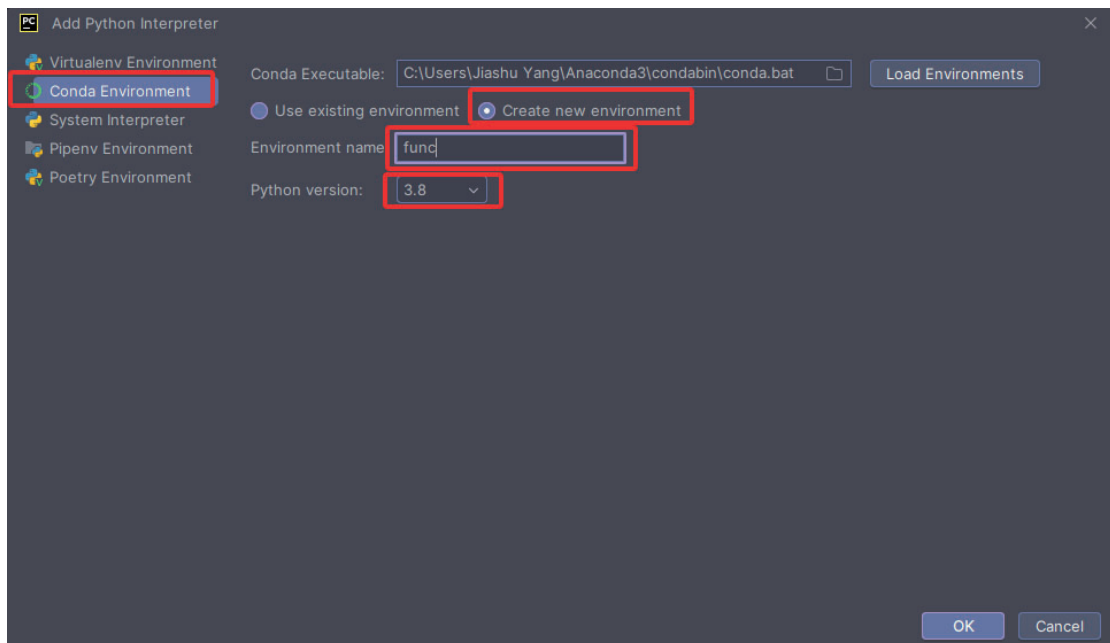 PC Add Python Interpreter
Virtualenv Environment
Conda Environment
System Interpreter
Pipenv Environment
Poetry Environment
Conda Executable: C:\Users\Jiashu Yang\Anaconda3\condabin\conda.bat Load Environments
Use existing environment Create new environment
Environment name func
Python version: 3.8
OK Cancel